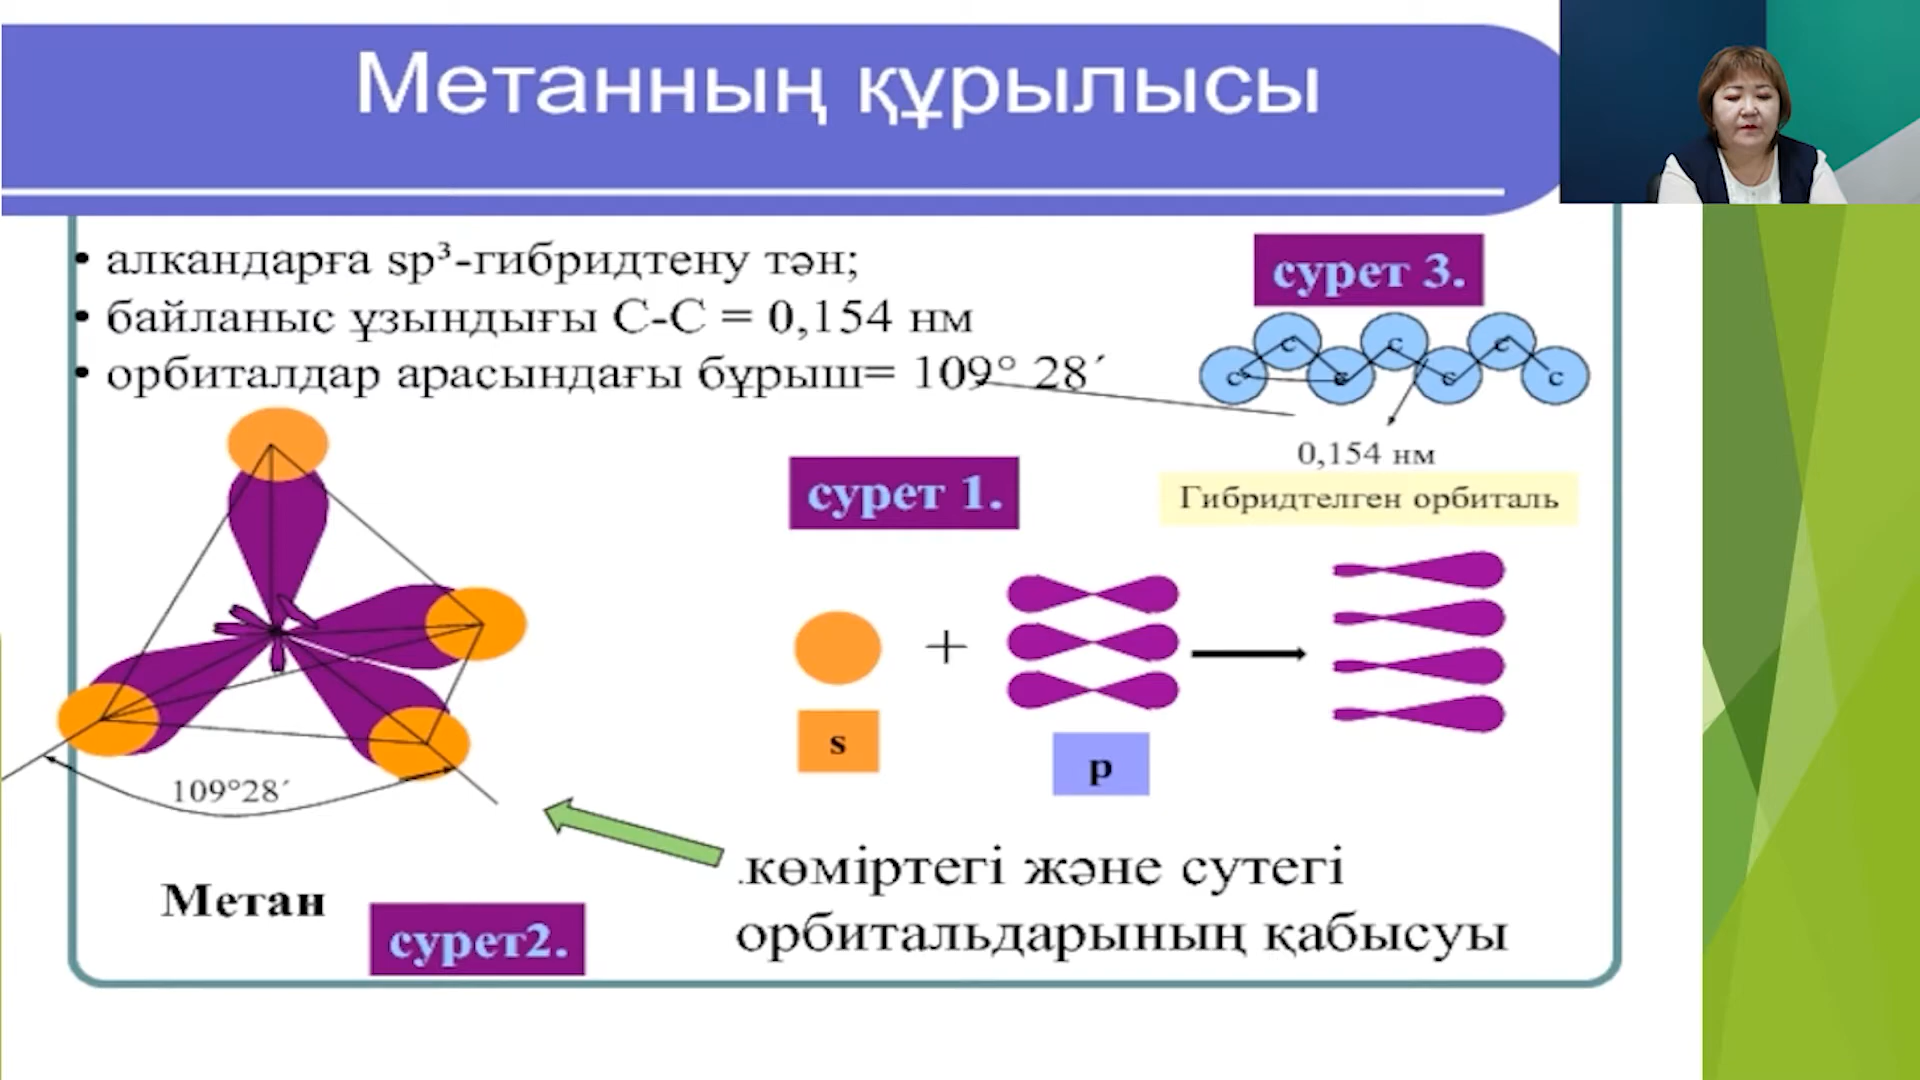 Метанның құрылысы
• алкандарға sp³-гибридтену тән;
• байланыс ұзындығы С-С = 0,154 нм
• орбиталдар арасындағы бұрыш= 109° 28´
сурет 3.
С С С
С С С С
0,154 нм
сурет 1.
Гибридтелген орбиталь
+
s
p
109°28´
Метан
сурет2.
.көміртегі және сутегі
орбитальдарының қабысуы